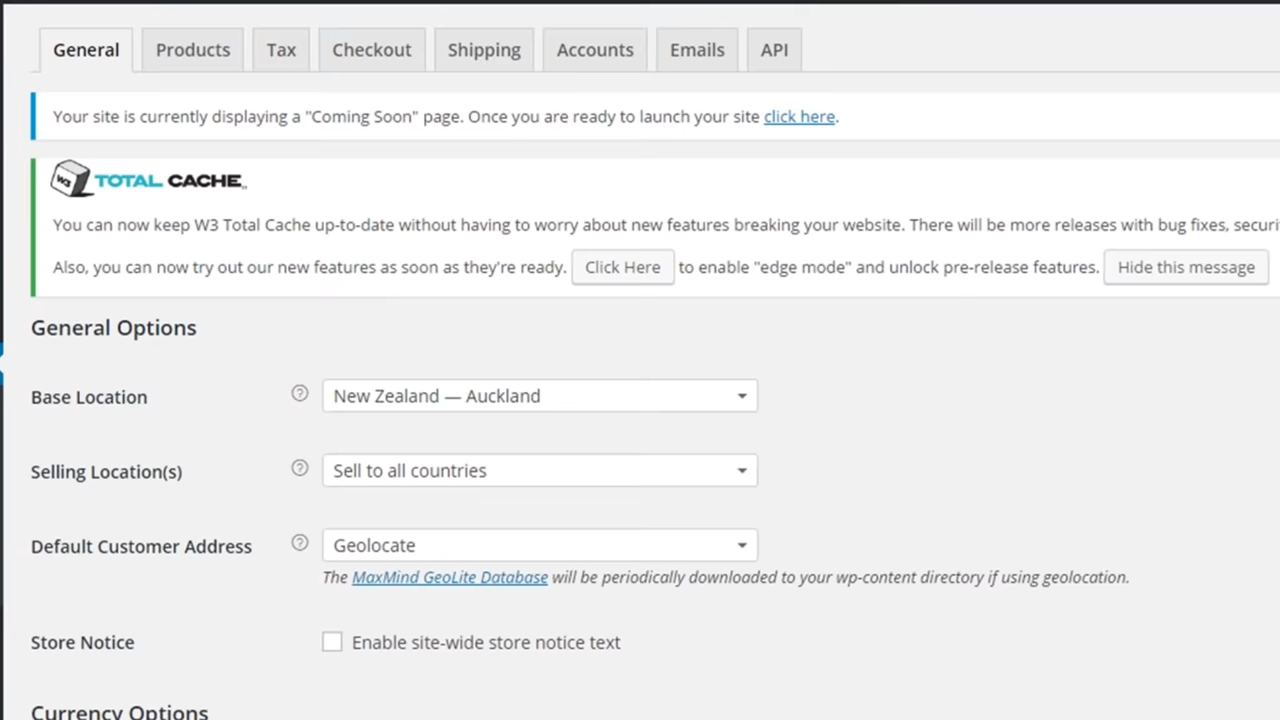 General Products Tax Checkout Shipping Accounts Emails API
Your site is currently displaying a "Coming Soon" page. Once you are ready to launch your site click here.
W3 TOTAL CACHE
You can now keep W3 Total Cache up-to-date without having to worry about new features breaking your website. There will be more releases with bug fixes,
Also, you can now try out our new features as soon as they're ready. Click Here to enable "edge mode" and unlock pre-release features. Hide this message
General Options
Base Location New Zealand — Auckland
Selling Location(s) Sell to all countries
Default Customer Address Geolocate
The MaxMind GeoLite Database will be periodically downloaded to your wp-content directory if using geolocation.
Store Notice Enable site-wide store notice text
Currency Options